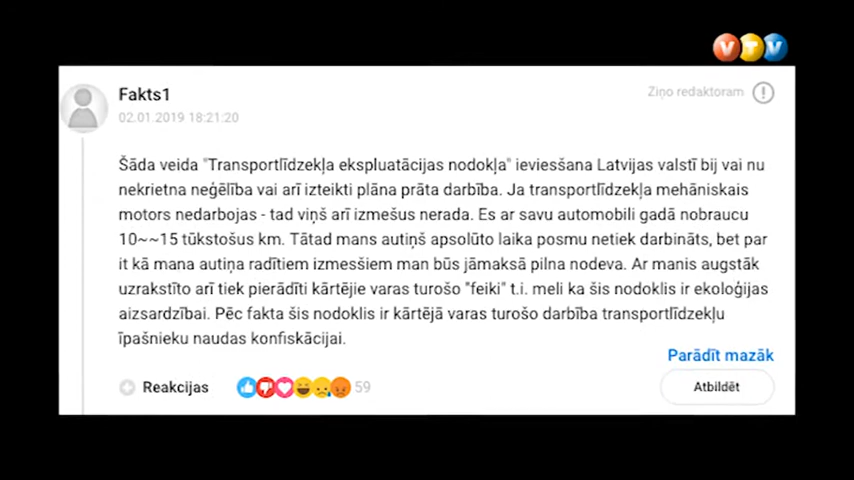 VTV
Fakts1
Ziņo redaktoram
02.01.2019 18:21:20
Šāda veida "Transportlīdzekļa ekspluatācijas nodokļa" ieviešana Latvijas valstī bij vai nu
nekrietna neģēlība vai arī izteikti plāna prāta darbība. Ja transportlīdzekļa mehāniskais
motors nedarbojas - tad viņš arī izmešus nerada. Es ar savu automobili gadā nobraucu
10~~15 tūkstošus km. Tātad mans autiņš apsolūto laika posmu netiek darbināts, bet par
it kā mana autiņa radītiem izmesšiem man būs jāmaksā pilna nodeva. Ar manis augstāk
uzrakstīto arī tiek pierādīti kārtējie varas turošo "feiki" t.i. meli ka šis nodoklis ir ekoloģijas
aizsardzībai. Pēc fakta šis nodoklis ir kārtējā varas turošo darbība transportlīdzekļu
īpašnieku naudas konfiskācijai.
Parādīt mazāk
Reakcijas 59
Atbildēt